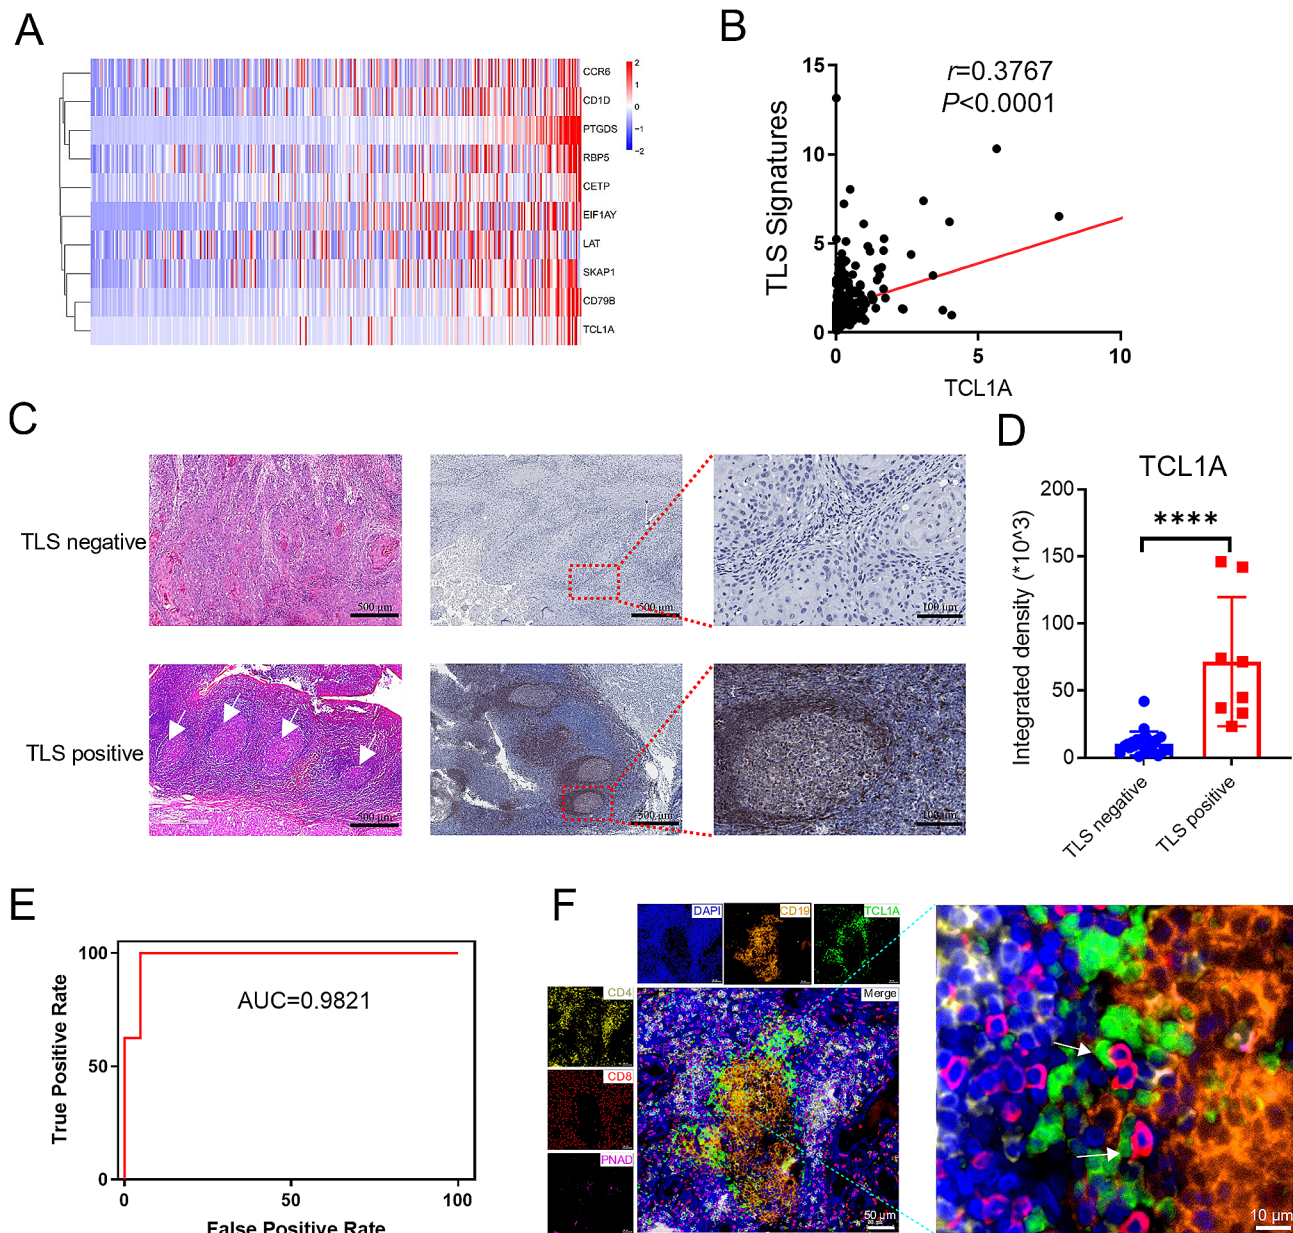 A
CCR6
CD1D
PTGDS
RBP5
CETP
EIF1AY
LAT
SKAP1
CD79B
TCL1A
2
1
0
−1
−2
B
r=0.3767
P<0.0001
TLS Signatures
15
10
5
0
0 5 10
TCL1A
C
TLS negative
500 μm
500 μm
100 μm
TLS positive
500 μm
500 μm
100 μm
D
TCL1A
****
Integrated density (*10^3)
200
150
100
50
0
TLS negative
TLS positive
E
AUC=0.9821
True Positive Rate
100
50
0
0 50 100
False Positive Rate
F
DAPI
CD19
TCL1A
CD4
CD8
PNAD
Merge
50 μm
10 μm